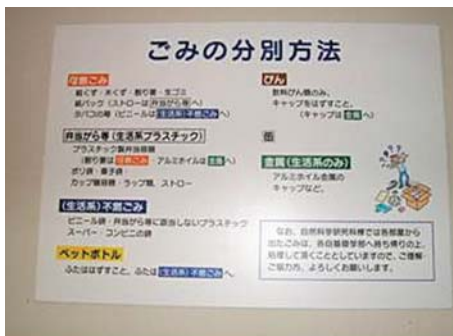 ごみの分別方法
可燃ごみ
紙くず・木くず・割り箸・生ゴミ
紙パック(ストローは弁当がら等へ)
タバコの箱(ビニールは(生活系)不燃ごみへ)
弁当がら等(生活系プラスチック)
プラスチック製弁当容器
(割り箸は可燃ごみ アルミホイルは金属へ)
ポリ袋・菓子袋
カップ麺容器・ラップ類、ストロー
(生活系)不燃ごみ
ビニール袋・弁当がら等に該当しないプラスチック
スーパー・コンビニの袋
ペットボトル
ふたははずすこと、ふたは(生活系)不燃ごみへ
びん
飲料びん類のみ。
キャップをはずすこと。
(キャップは金属へ)
缶
金属(生活系のみ)
アルミホイル金属の
キャップなど。
なお、自然科学研究科棟では各部屋から
出たごみは、各自基礎学部へ持ち帰りの上、
処理して頂くこととしていますので、ご理解・
ご協力方、よろしくお願いします。